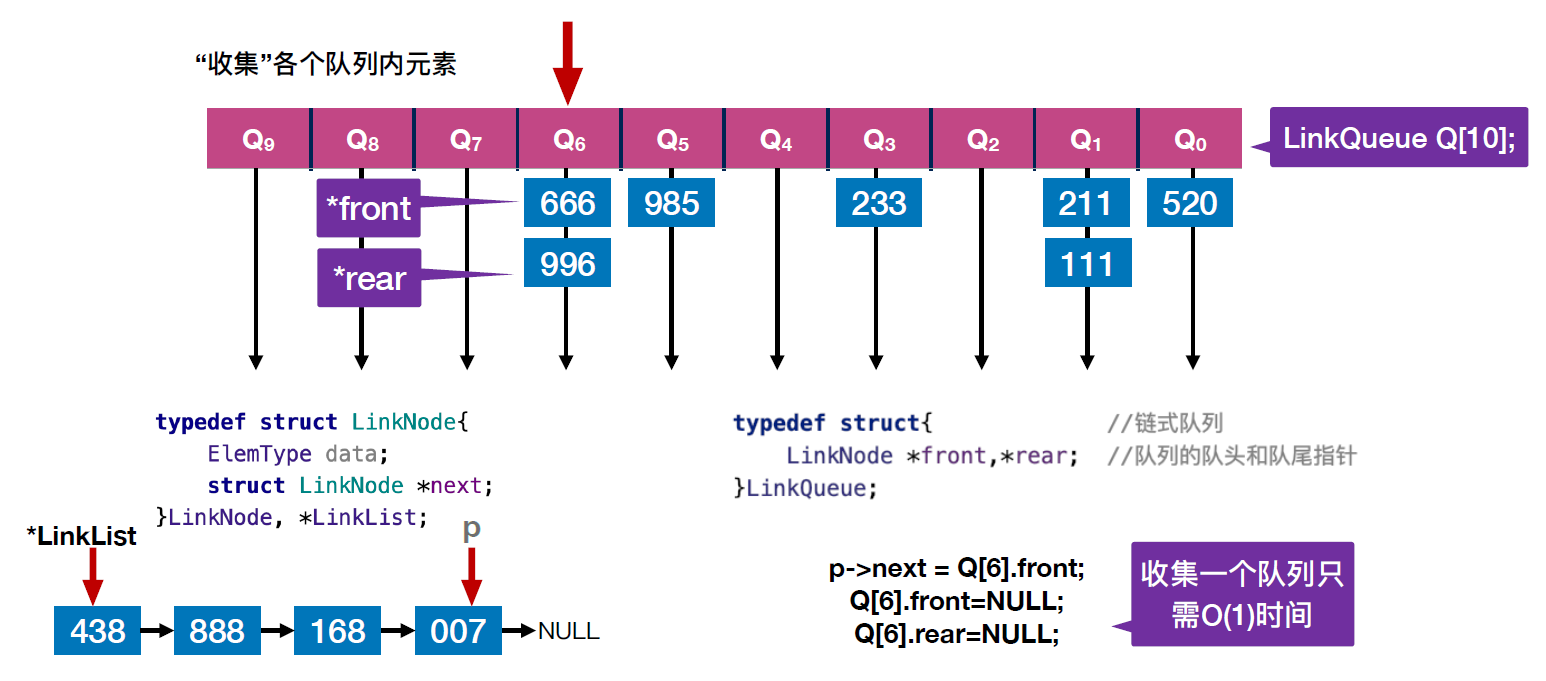 “收集”各个队列内元素
Q₉ Q₈ Q₇ Q₆ Q₅ Q₄ Q₃ Q₂ Q₁ Q₀
LinkQueue Q[10];
*front 666 985 233 211 520
*rear 996 111
typedef struct LinkNode{
ElemType data;
struct LinkNode *next;
}LinkNode, *LinkList;
typedef struct{ //链式队列
LinkNode *front,*rear; //队列的队头和队尾指针
}LinkQueue;
*LinkList
p
438 888 168 007 NULL
p->next = Q[6].front;
Q[6].front=NULL;
Q[6].rear=NULL;
收集一个队列只
需O(1)时间